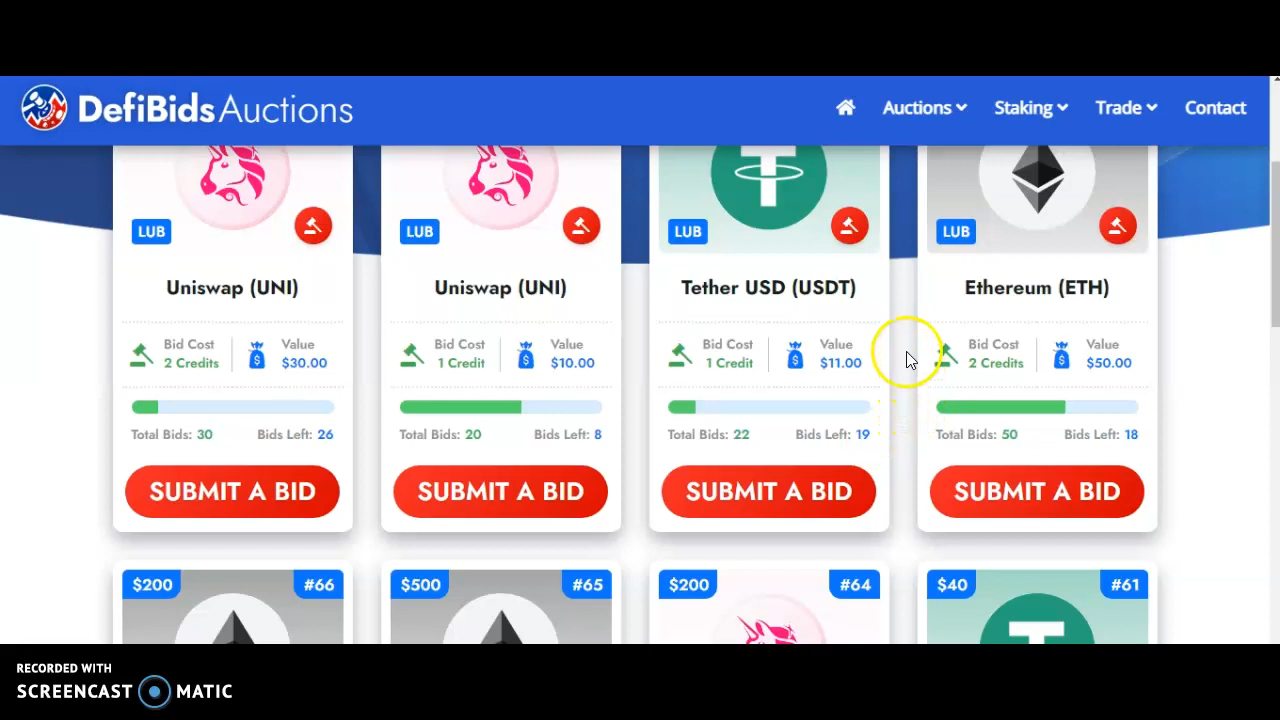 DefiBids Auctions
Auctions Staking Trade Contact
LUB LUB LUB LUB
Uniswap (UNI) Uniswap (UNI) Tether USD (USDT) Ethereum (ETH)
Bid Cost Value Bid Cost Value Bid Cost Value Bid Cost Value
2 Credits $30.00 1 Credit $10.00 1 Credit $11.00 2 Credits $50.00
Total Bids: 30 Bids Left: 26 Total Bids: 20 Bids Left: 8 Total Bids: 22 Bids Left: 19 Total Bids: 50 Bids Left: 18
SUBMIT A BID SUBMIT A BID SUBMIT A BID SUBMIT A BID
$200 #66 $500 #65 $200 #64 $40 #61
RECORDED WITH
SCREENCAST MATIC